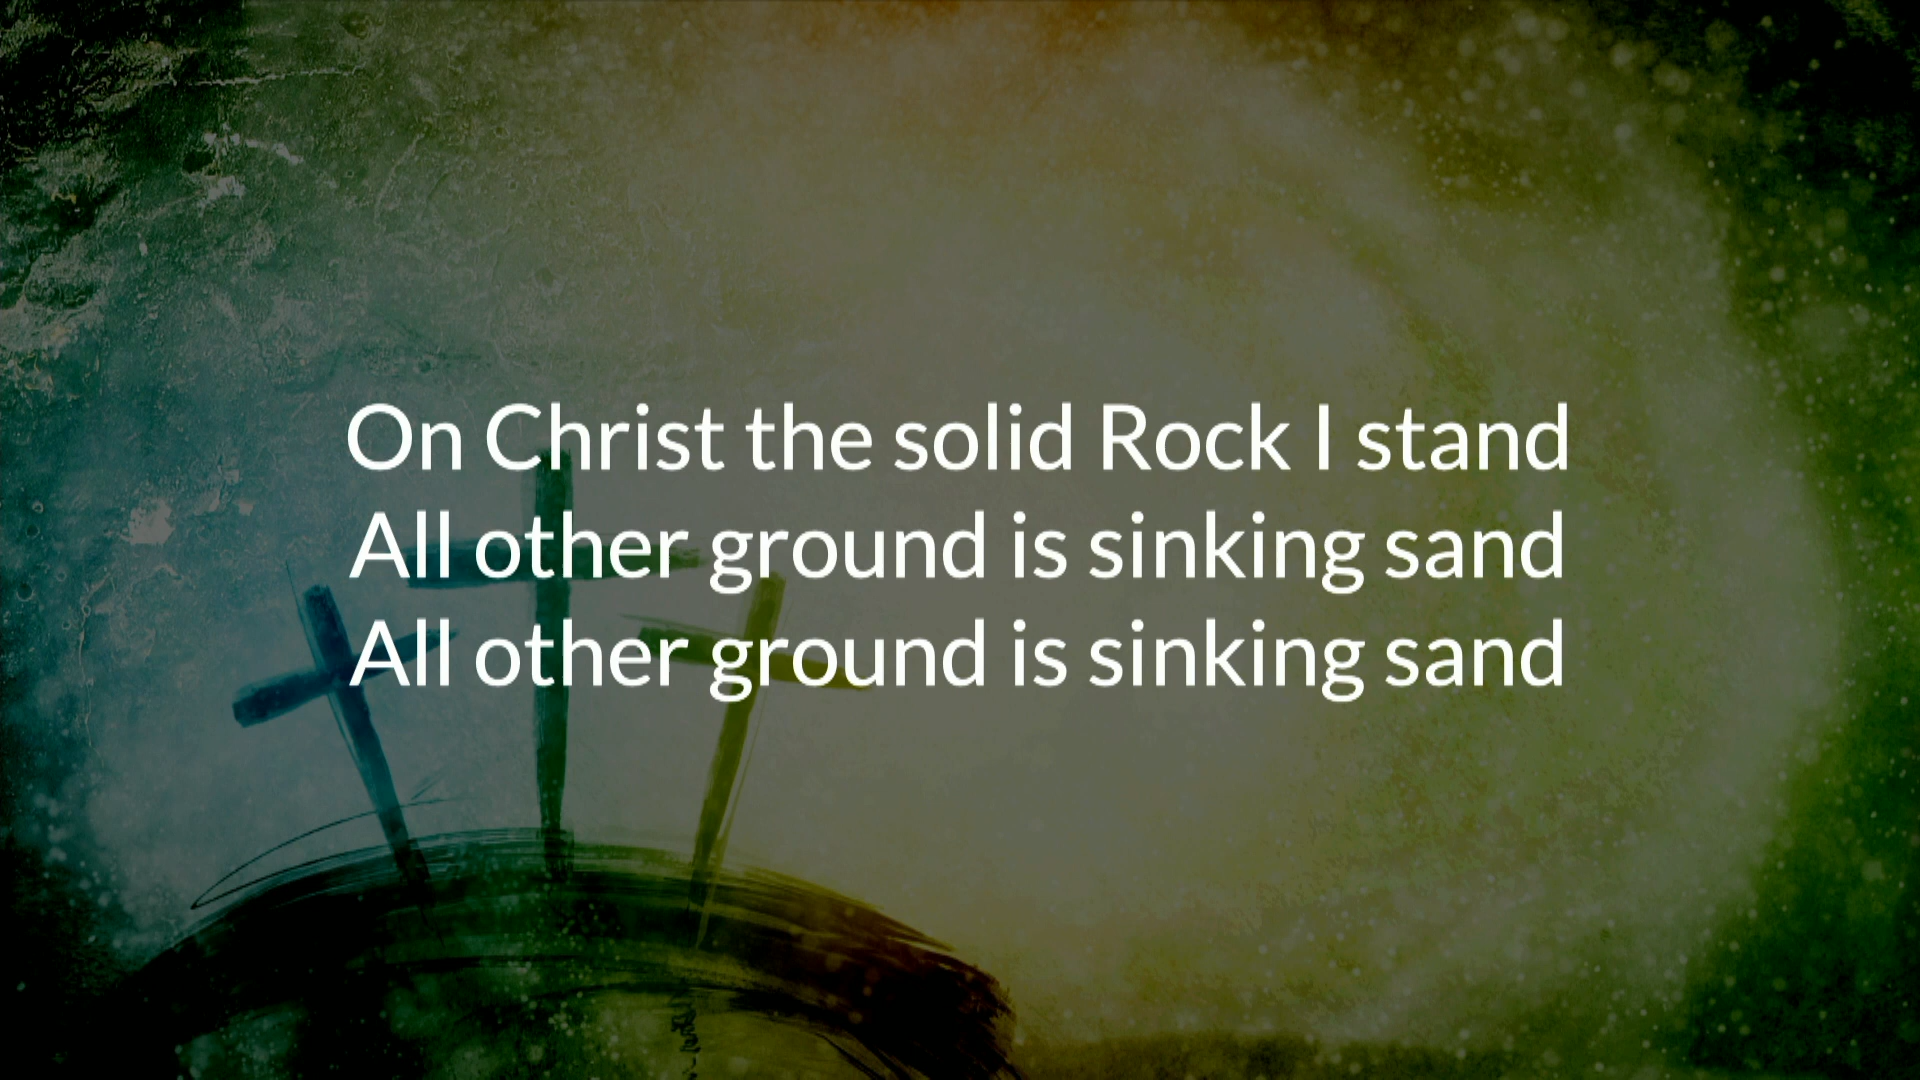 On Christ the solid Rock I stand
All other ground is sinking sand
All other ground is sinking sand